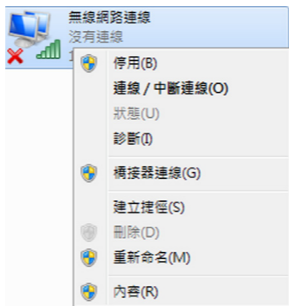 無線網路連線
沒有連線
停用(B)
連線 / 中斷連線(O)
狀態(U)
診斷(I)
橋接器連線(G)
建立捷徑(S)
刪除(D)
重新命名(M)
內容(R)